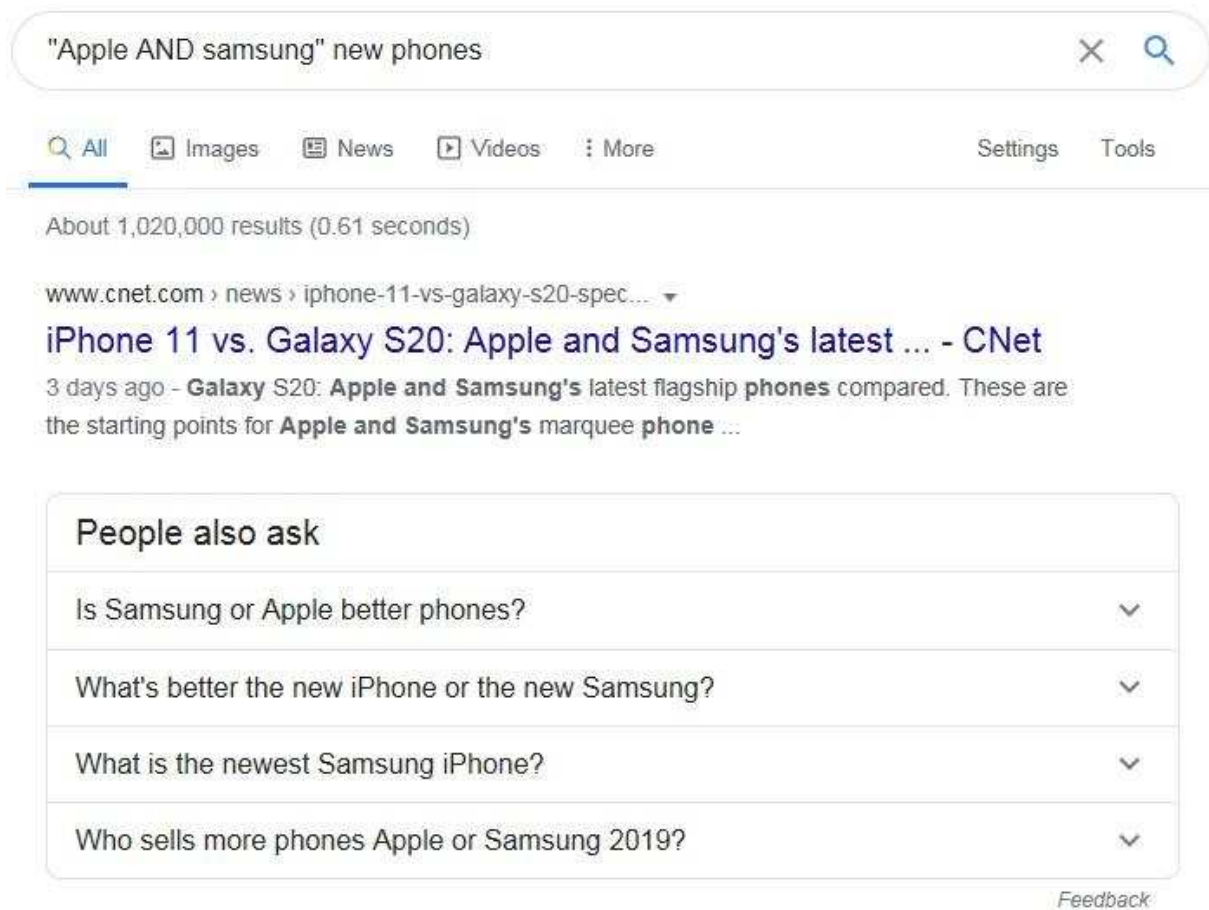 "Apple AND samsung" new phones
All Images News Videos More Settings Tools
About 1,020,000 results (0.61 seconds)
www.cnet.com › news › iphone-11-vs-galaxy-s20-spec...
iPhone 11 vs. Galaxy S20: Apple and Samsung's latest ... - CNet
3 days ago - Galaxy S20: Apple and Samsung's latest flagship phones compared. These are
the starting points for Apple and Samsung's marquee phone ...
People also ask
Is Samsung or Apple better phones?
What's better the new iPhone or the new Samsung?
What is the newest Samsung iPhone?
Who sells more phones Apple or Samsung 2019?
Feedback